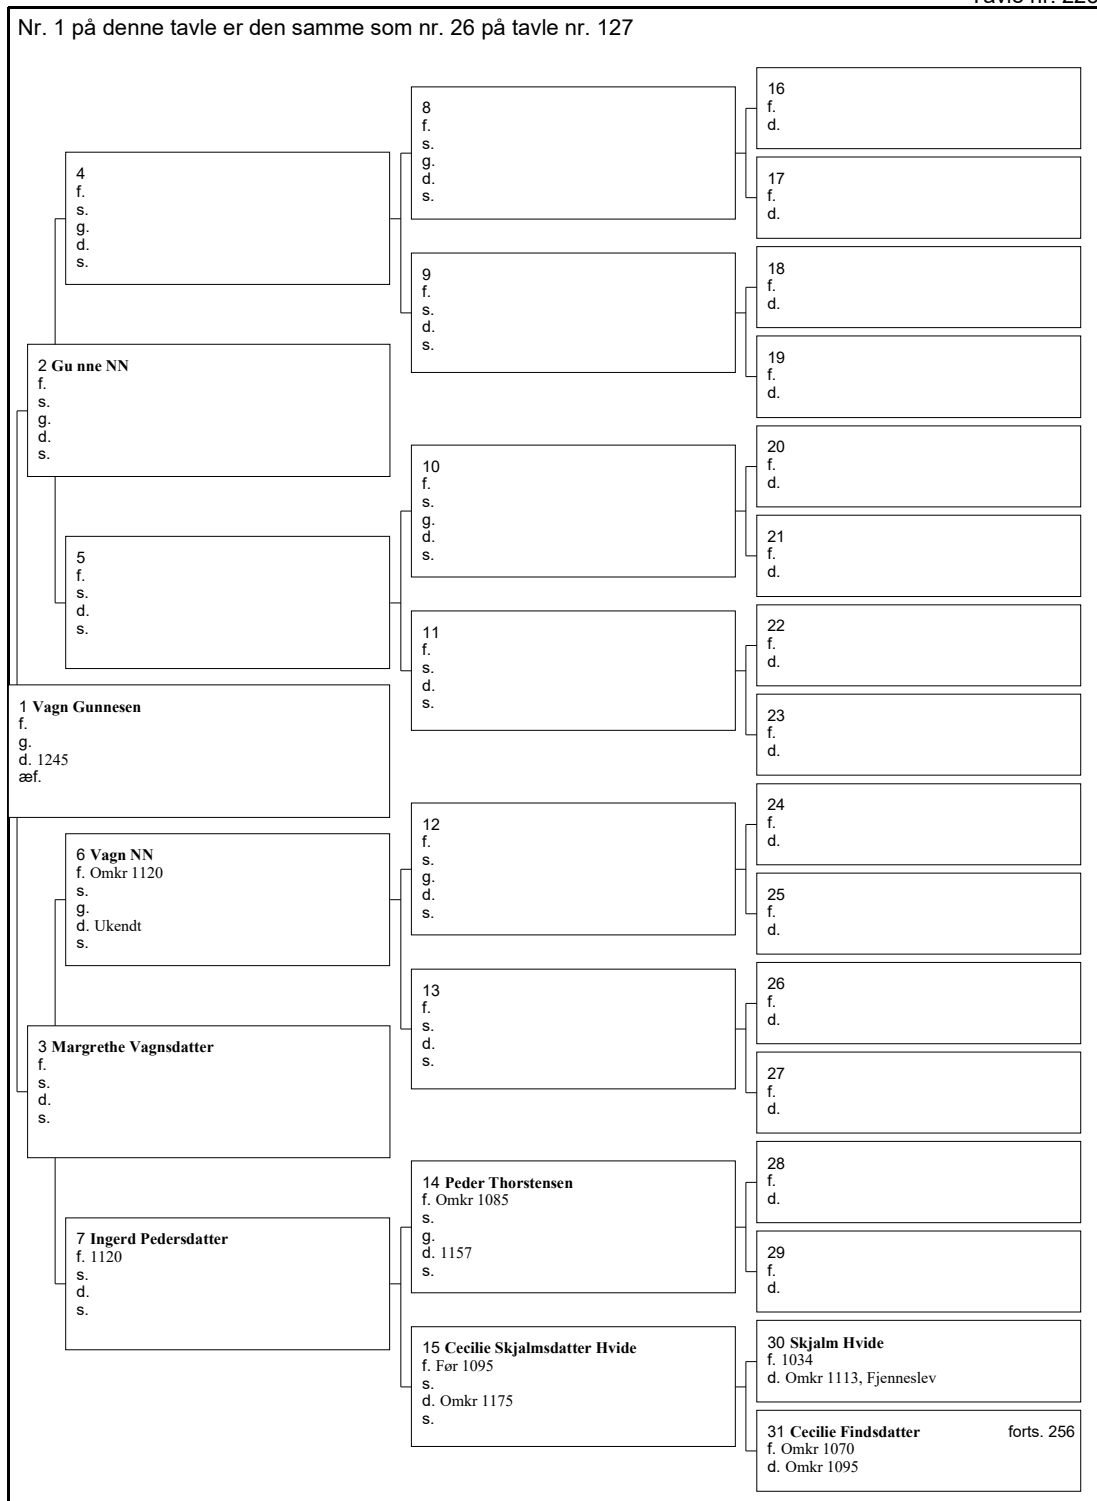 Nr. 1 på denne tavle er den samme som nr. 26 på tavle nr. 127
16
f.
d.
8
f.
s.
g.
d.
s.
17
f.
d.
4
f.
s.
g.
d.
s.
18
f.
d.
9
f.
s.
d.
s.
19
f.
d.
2 Gu nne NN
f.
s.
g.
d.
s.
20
f.
d.
10
f.
s.
g.
d.
s.
21
f.
d.
5
f.
s.
d.
s.
22
f.
d.
11
f.
s.
d.
s.
23
f.
d.
1 Vagn Gunnesen
f.
g.
d. 1245
æf.
24
f.
d.
12
f.
s.
g.
d.
s.
25
f.
d.
6 Vagn NN
f. Omkr 1120
s.
g.
d. Ukendt
s.
26
f.
d.
13
f.
s.
d.
s.
27
f.
d.
3 Margrethe Vagnsdatter
f.
s.
d.
s.
28
f.
d.
14 Peder Thorstensen
f. Omkr 1085
s.
g.
d. 1157
s.
29
f.
d.
7 Ingerd Pedersdatter
f. 1120
s.
d.
s.
30 Skjalm Hvide
f. 1034
d. Omkr 1113, Fjenneslev
15 Cecilie Skjalmsdatter Hvide
f. Før 1095
s.
d. Omkr 1175
s.
31 Cecilie Findsdatter forts. 256
f. Omkr 1070
d. Omkr 1095